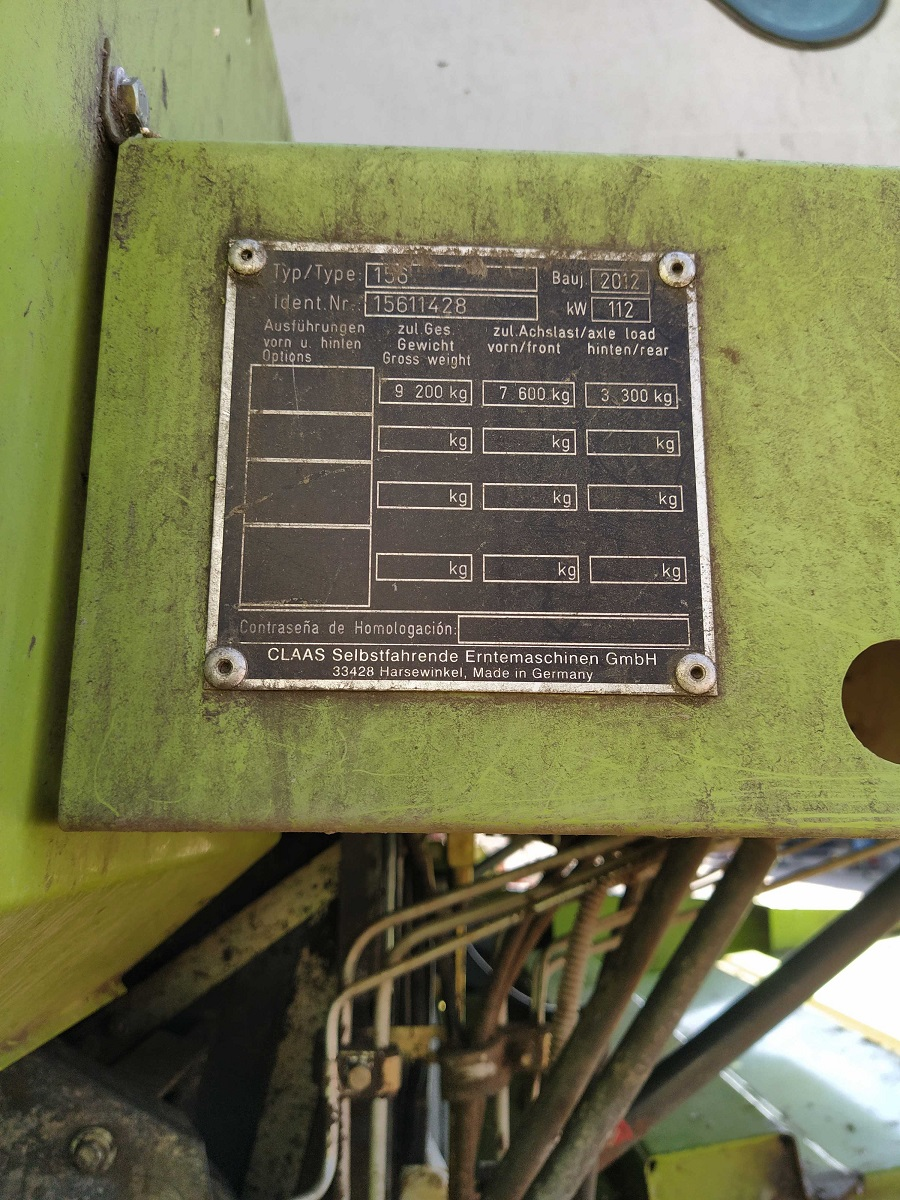 Typ/Type: 156 Bauj. 2012
Ident.Nr.: 15611428 kW 112
Ausführungen vorn u. hinten Options
zul.Ges. Gewicht Gross weight
zul.Achslast/axle load
vorn/front hinten/rear
9 200 kg 7 600 kg 3 300 kg
kg kg kg
kg kg kg
kg kg kg
Contraseña de Homologación:
CLAAS Selbstfahrende Erntemaschinen GmbH
33428 Harsewinkel, Made in Germany